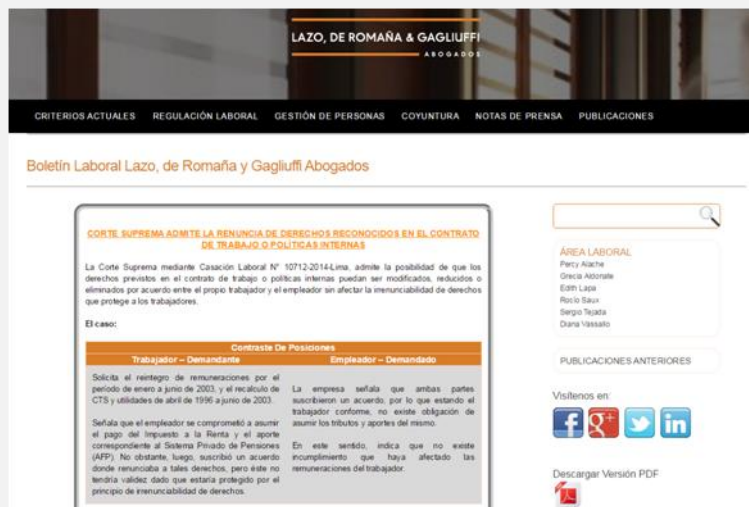 LAZO, DE ROMAÑA & GAGLIUFFI
ABOGADOS
CRITERIOS ACTUALES REGULACIÓN LABORAL GESTIÓN DE PERSONAS COYUNTURA NOTAS DE PRENSA PUBLICACIONES
Boletín Laboral Lazo, de Romaña y Gagliuffi Abogados
CORTE SUPREMA ADMITE LA RENUNCIA DE DERECHOS RECONOCIDOS EN EL CONTRATO
DE TRABAJO O POLÍTICAS INTERNAS
La Corte Suprema mediante Casación Laboral N° 10712-2014-Lima, admite la posibilidad de que los
derechos previstos en el contrato de trabajo o políticas internas puedan ser modificados, reducidos o
eliminados por acuerdo entre el propio trabajador y el empleador sin afectar la irrenunciabilidad de derechos
que protege a los trabajadores.
El caso:
Contraste De Posiciones
Trabajador – Demandante
Solicita el reintegro de remuneraciones por el
periodo de enero a junio de 2003, y el recalculo de
CTS y utilidades de abril de 1996 a junio de 2003.
Señala que el empleador se comprometió a asumir
el pago del Impuesto a la Renta y el aporte
correspondiente al Sistema Privado de Pensiones
(AFP). No obstante, luego, suscribió un acuerdo
donde renunciaba a tales derechos, pero éste no
tendría validez dado que estaría protegido por el
principio de irrenunciabilidad de derechos.
Empleador – Demandado
La empresa señala que ambas partes
suscribieron un acuerdo, por lo que estando el
trabajador conforme, no existe obligación de
asumir los tributos y aportes del mismo.
En este sentido, indica que no existe
incumplimiento que haya afectado las
remuneraciones del trabajador.
ÁREA LABORAL
Percy Alache
Grecia Aldonate
Edith Lapa
Rocío Saux
Sergio Tejada
Diana Vassallo
PUBLICACIONES ANTERIORES
Visítenos en:
Descargar Versión PDF